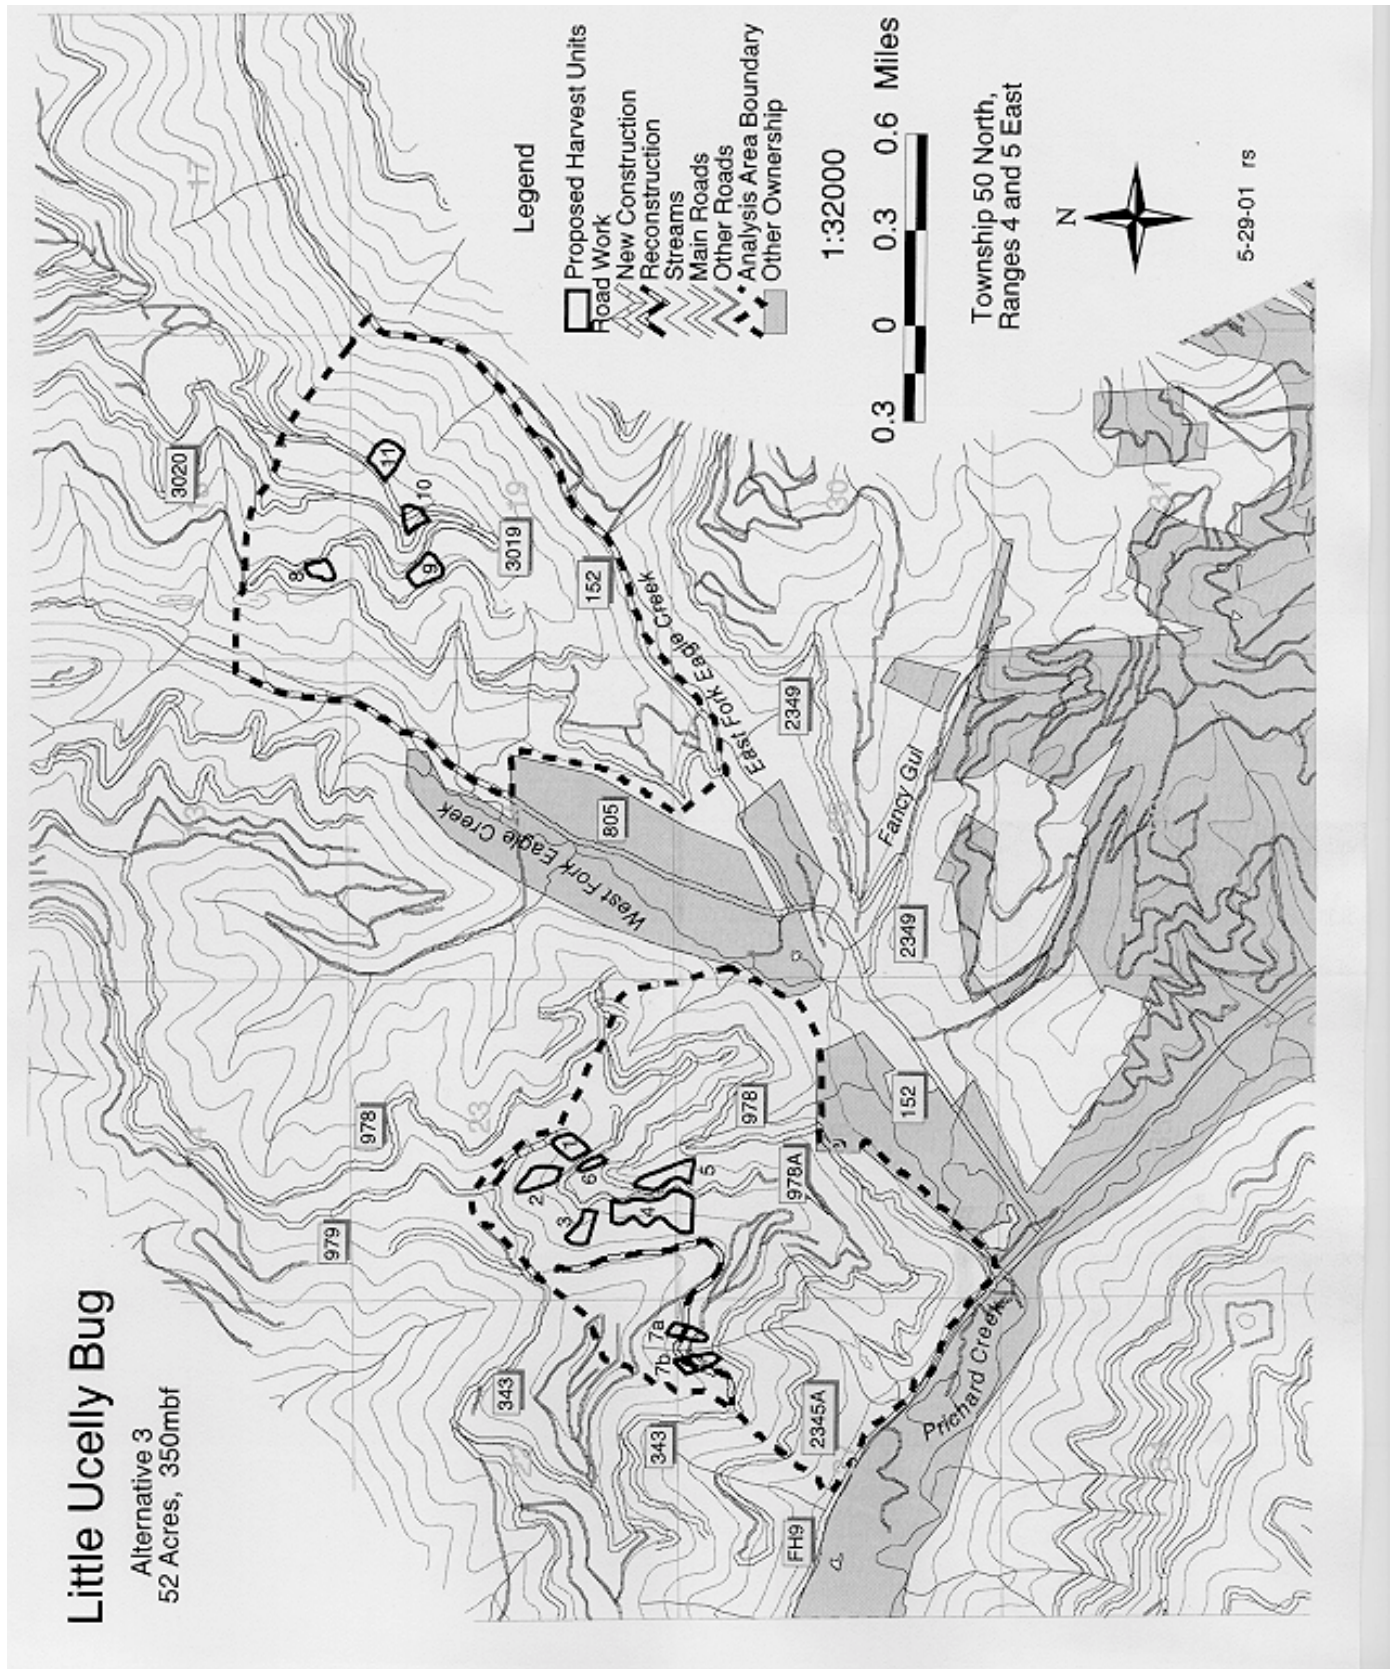 Little Ucelly Bug
Alternative 3
52 Acres, 350mbf
Legend
Proposed Harvest Units
Road Work
New Construction
Reconstruction
Streams
Main Roads
Other Roads
Analysis Area Boundary
Other Ownership
1:32000
0.3 0 0.3 0.6 Miles
Township 50 North,
Ranges 4 and 5 East
N
5-29-01 rs
17
3020
11
10
8
9
3019
19
152
East Fork Eagle Creek
30
31
2349
Fancy Gul
805
West Fork Eagle Creek
2349
978
23
979
978
1
2
6
3
4
5
978A
152
7a
7b
343
343
2345A
Prichard Creek
FH9